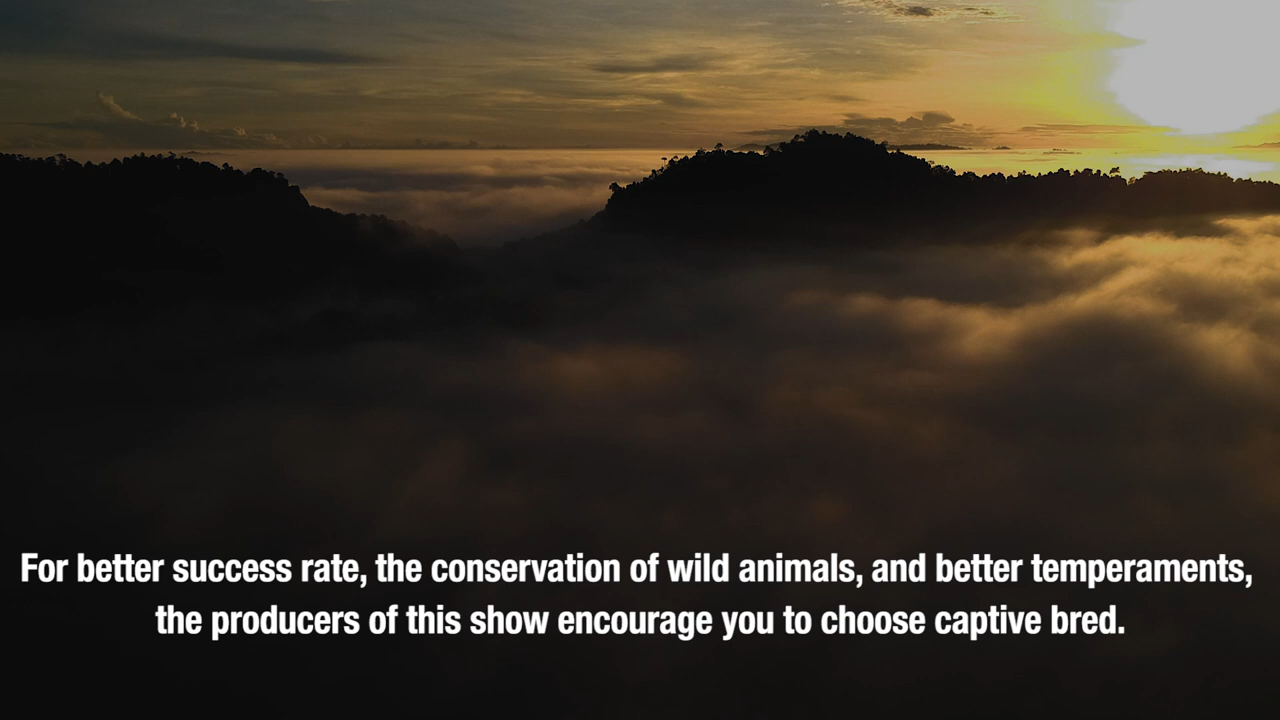 For better success rate, the conservation of wild animals, and better temperaments,
the producers of this show encourage you to choose captive bred.